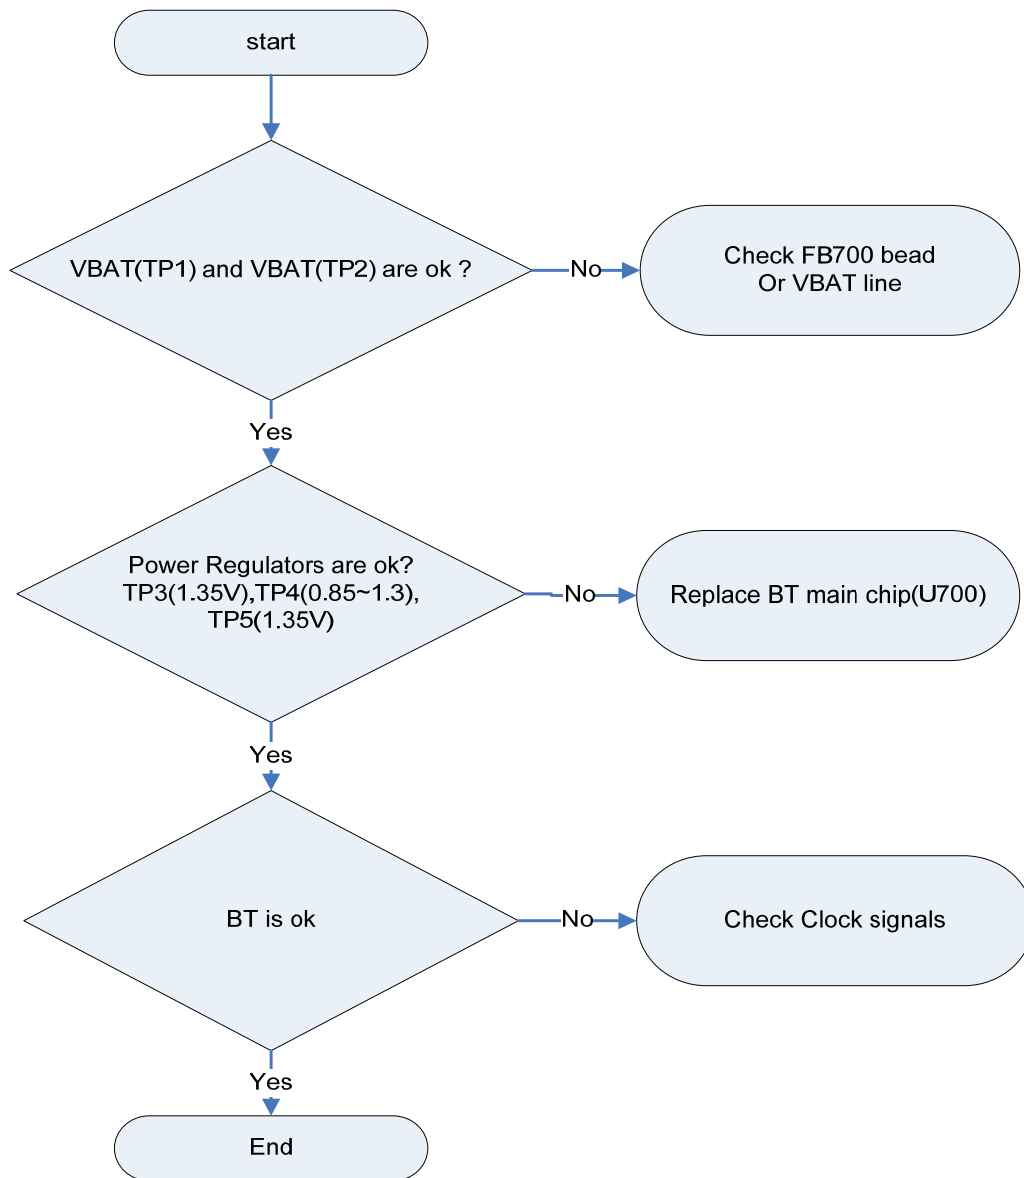 start
VBAT(TP1) and VBAT(TP2) are ok ?
No
Check FB700 bead
Or VBAT line
Yes
Power Regulators are ok?
TP3(1.35V),TP4(0.85~1.3),
TP5(1.35V)
No
Replace BT main chip(U700)
Yes
BT is ok
No
Check Clock signals
Yes
End